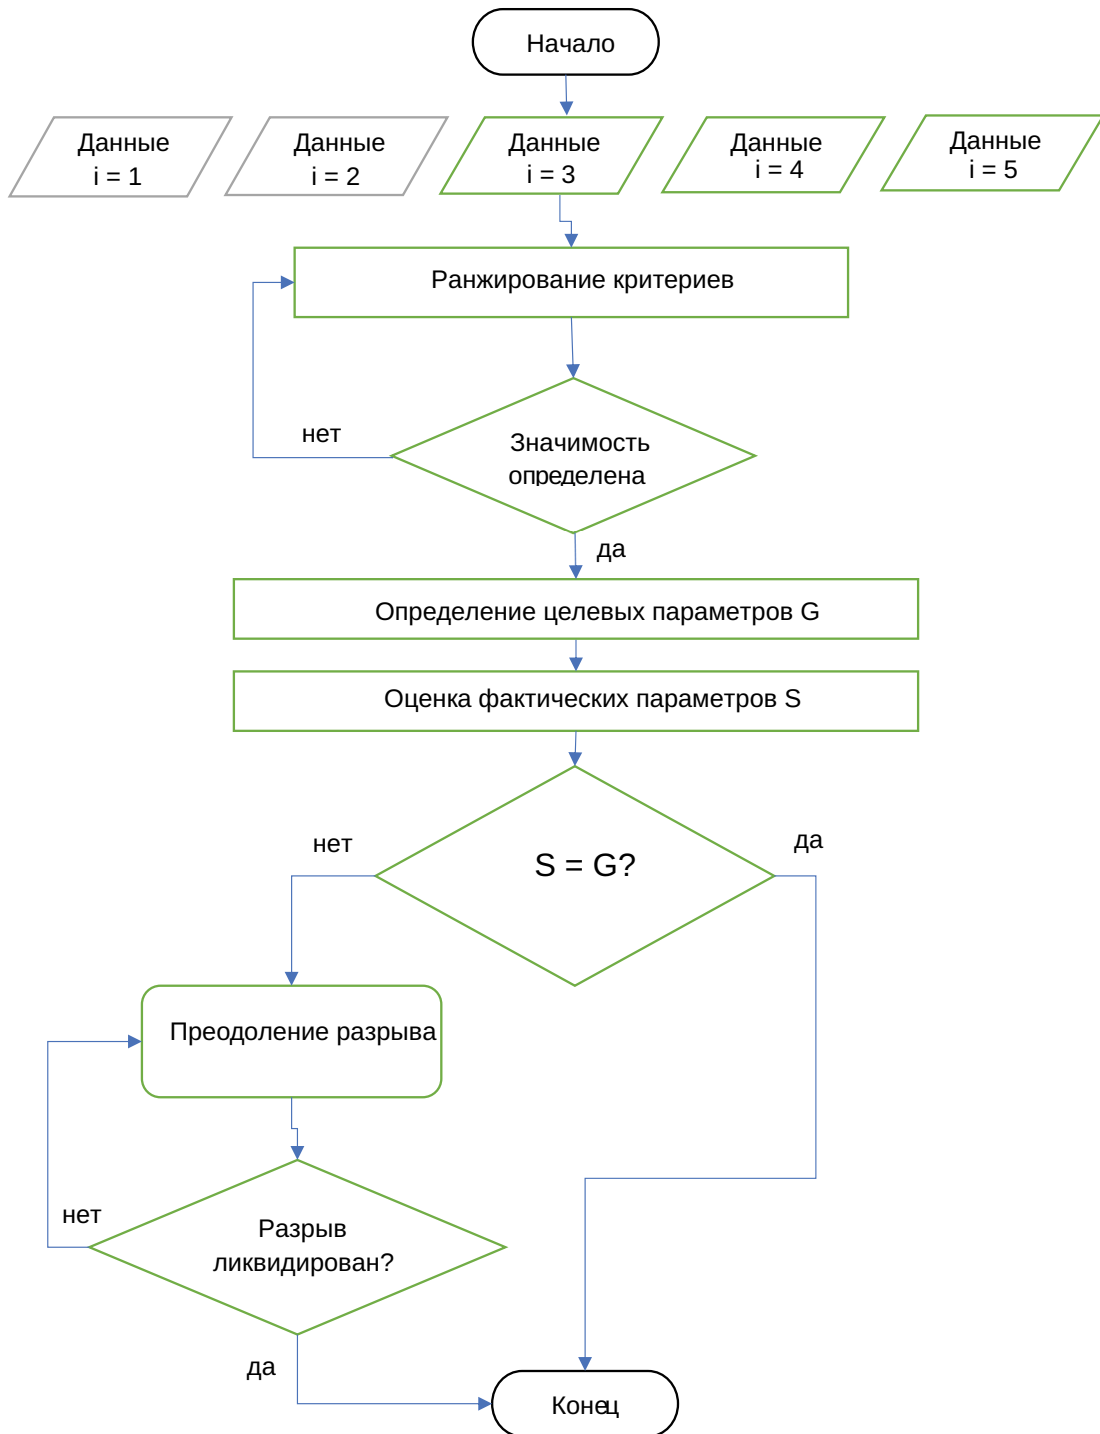 Начало
Данные
i = 1
Данные
i = 2
Данные
i = 3
Данные
i = 4
Данные
i = 5
Ранжирование критериев
нет
Значимость
определена
да
Определение целевых параметров G
Оценка фактических параметров S
нет
S = G?
да
Преодоление разрыва
нет
Разрыв
ликвидирован?
да
Конец